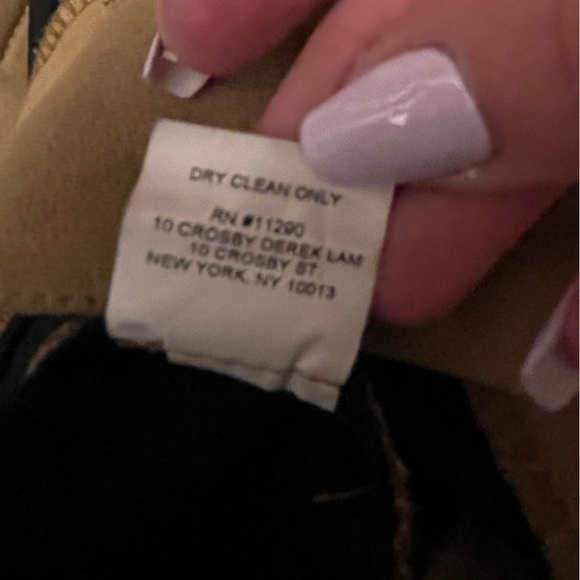 DRY CLEAN ONLY
RN #11290
10 CROSBY DEREK LAM
10 CROSBY ST.
NEW YORK, NY 10013